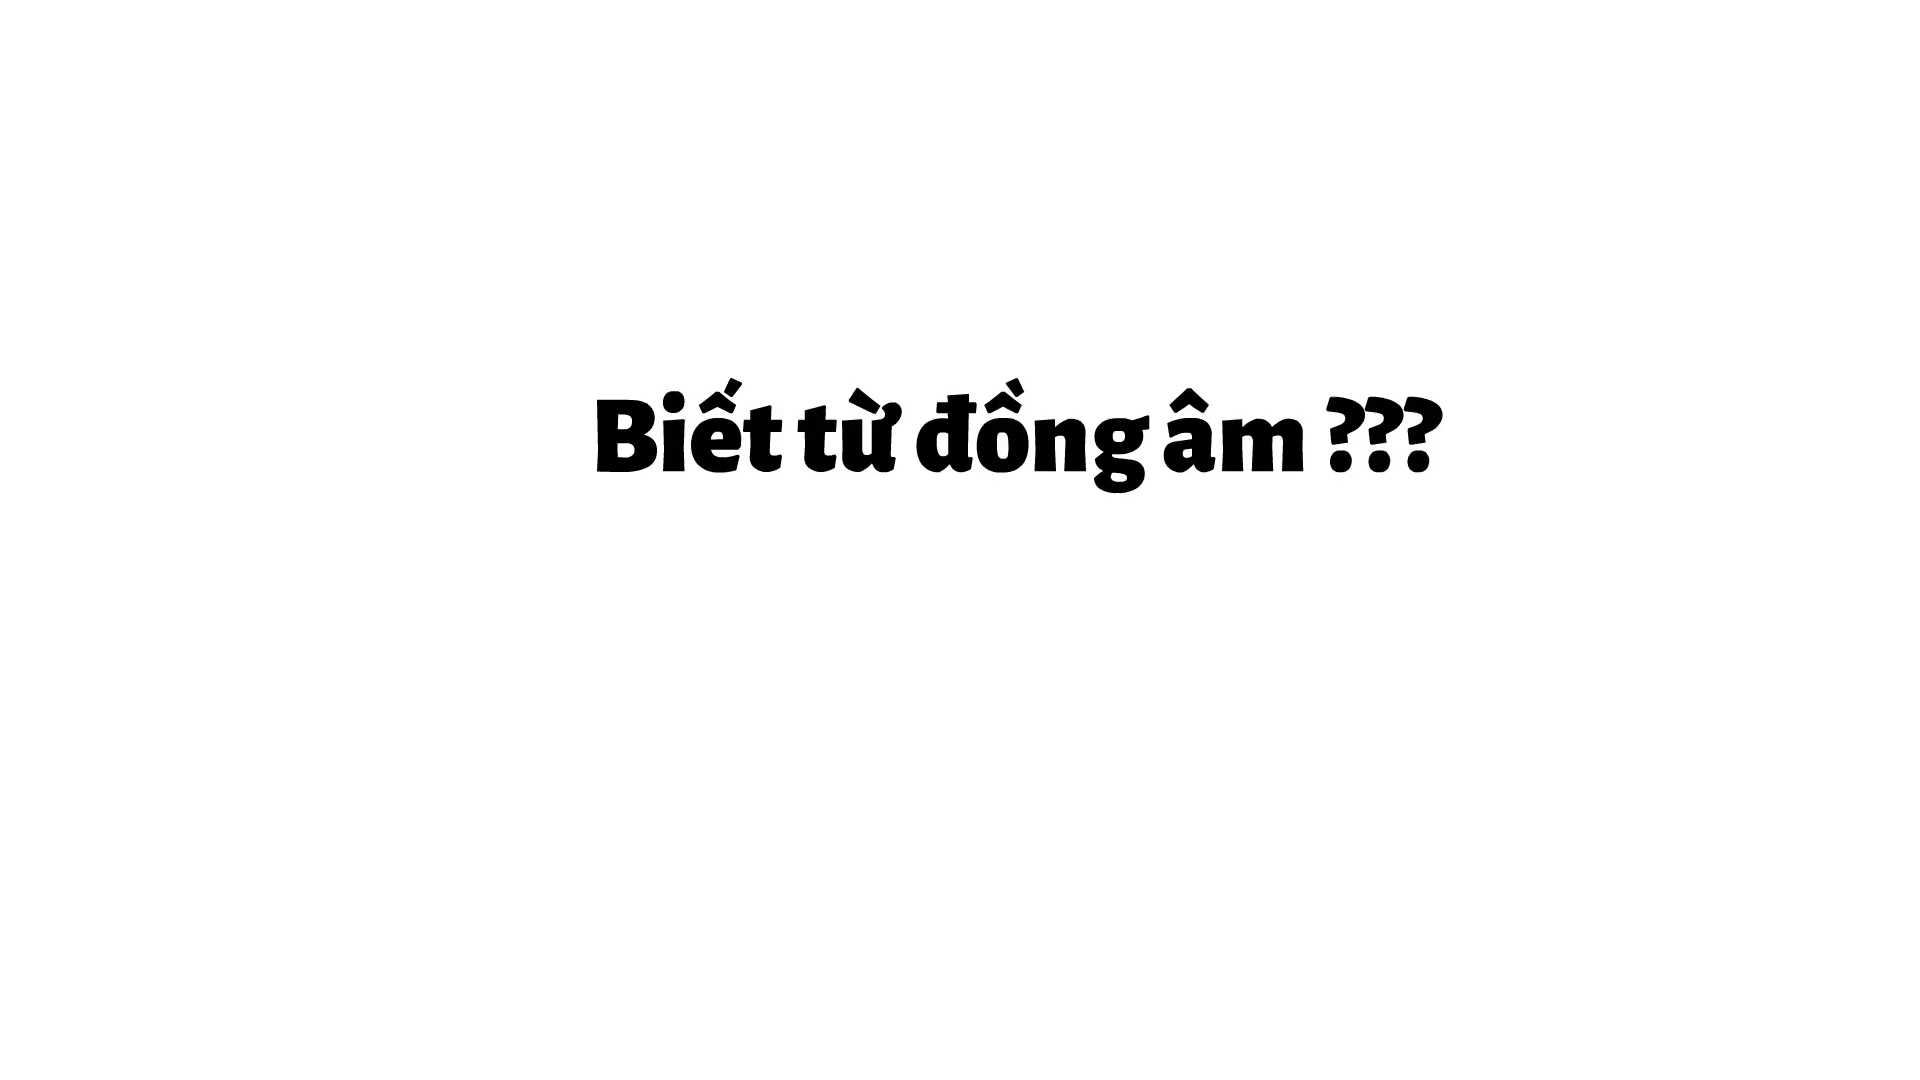 Biết từ đồng âm ???